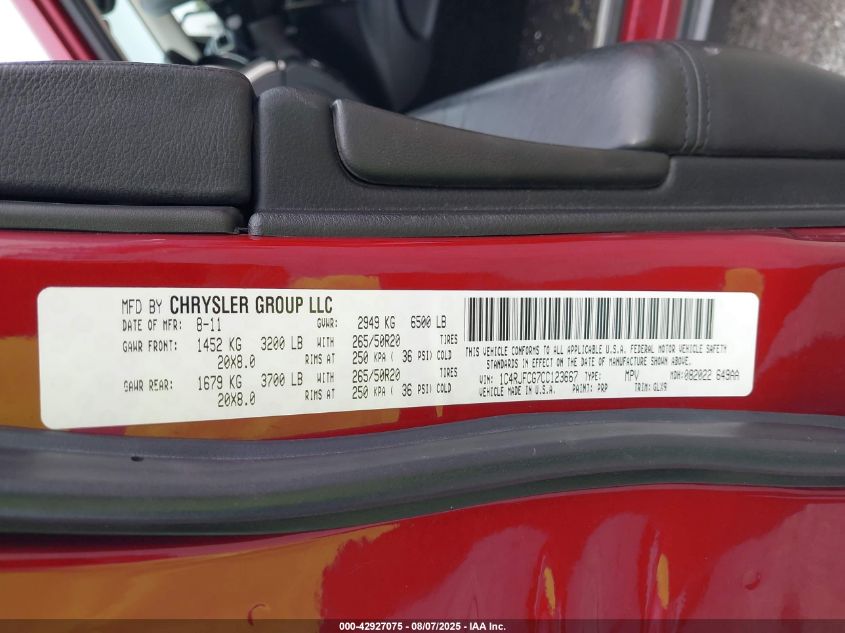 MFD BY CHRYSLER GROUP LLC
DATE OF MFR: 8-11 GVWR: 2949 KG 6500 LB
GAWR FRONT: 1452 KG 3200 LB WITH 265/50R20 TIRES
20X8.0 RIMS AT 250 KPA ( 36 PSI) COLD
GAWR REAR: 1679 KG 3700 LB WITH 265/50R20 TIRES
20X8.0 RIMS AT 250 KPA ( 36 PSI) COLD
THIS VEHICLE CONFORMS TO ALL APPLICABLE U.S.A. FEDERAL MOTOR VEHICLE SAFETY
STANDARDS IN EFFECT ON THE DATE OF MANUFACTURE SHOWN ABOVE.
VIN: 1C4RJFCG7CC123667 TYPE: MPV MDH: 082022 649AA
VEHICLE MADE IN U.S.A. PAINT: PRP TRIM: GLX9
000-42927075 - 08/07/2025 - IAA Inc.